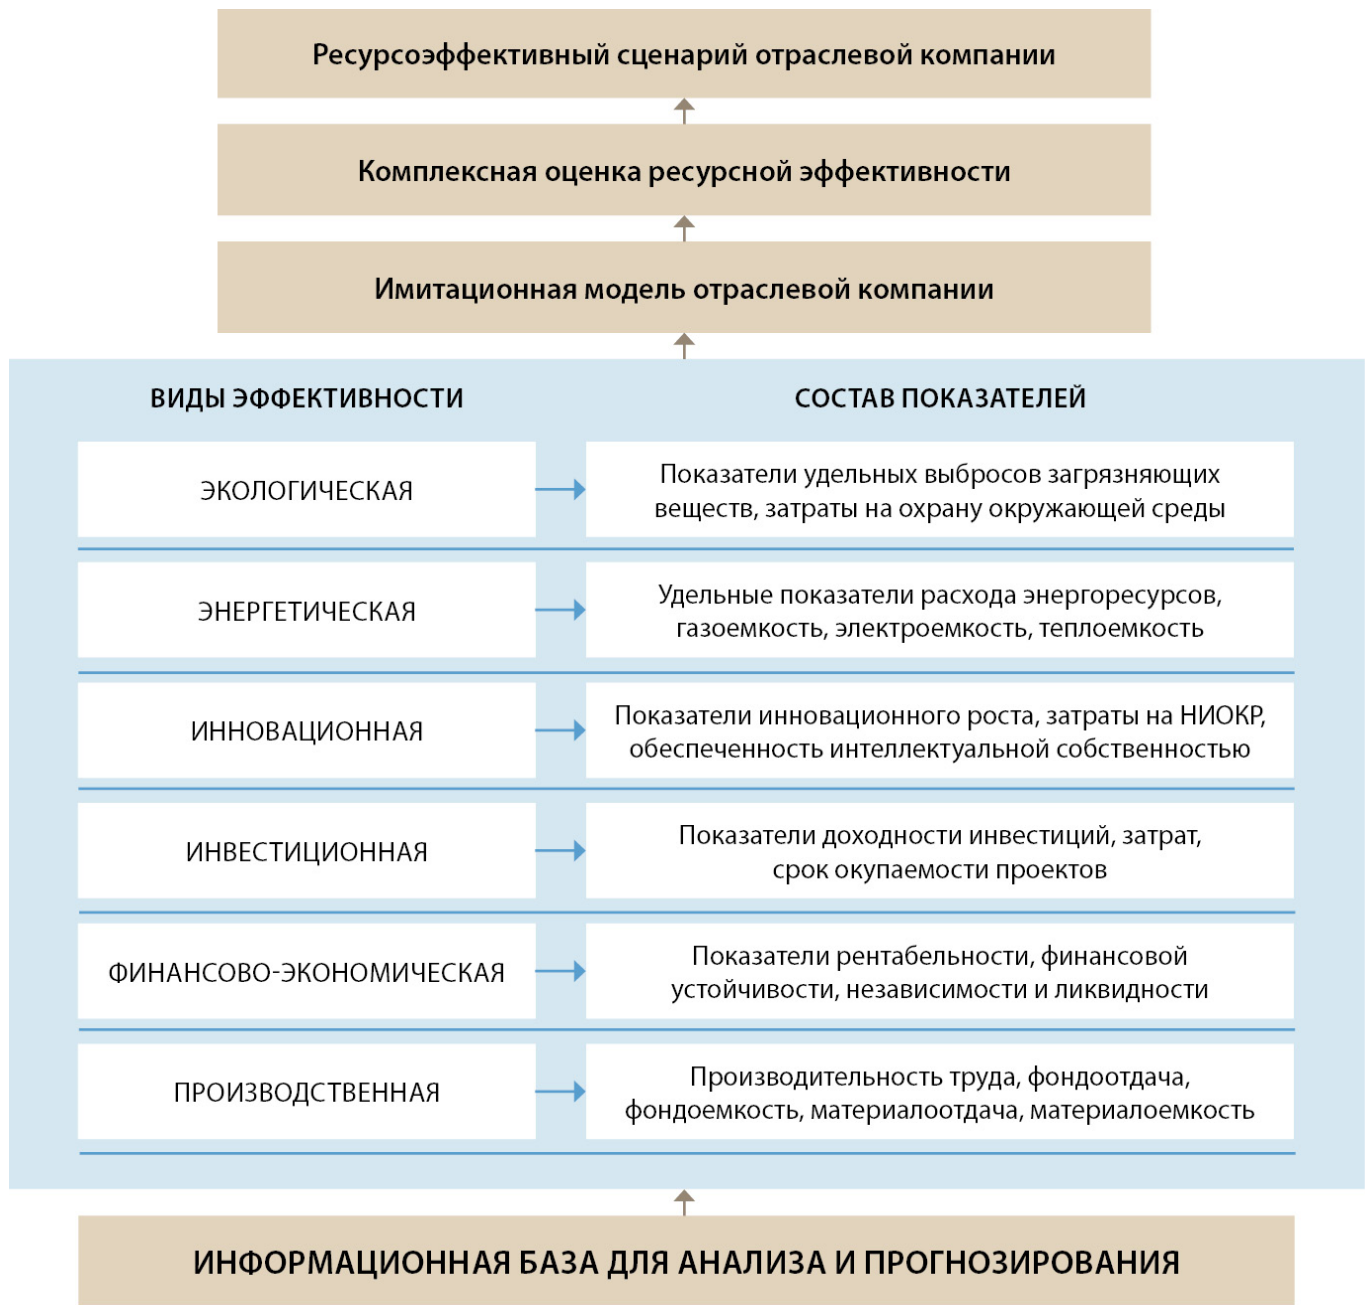 Ресурсоэффективный сценарий отраслевой компании
Комплексная оценка ресурсной эффективности
Имитационная модель отраслевой компании
ВИДЫ ЭФФЕКТИВНОСТИ
СОСТАВ ПОКАЗАТЕЛЕЙ
ЭКОЛОГИЧЕСКАЯ
Показатели удельных выбросов загрязняющих
веществ, затраты на охрану окружающей среды
ЭНЕРГЕТИЧЕСКАЯ
Удельные показатели расхода энергоресурсов,
газоемкость, электроемкость, теплоемкость
ИННОВАЦИОННАЯ
Показатели инновационного роста, затраты на НИОКР,
обеспеченность интеллектуальной собственностью
ИНВЕСТИЦИОННАЯ
Показатели доходности инвестиций, затрат,
срок окупаемости проектов
ФИНАНСОВО-ЭКОНОМИЧЕСКАЯ
Показатели рентабельности, финансовой
устойчивости, независимости и ликвидности
ПРОИЗВОДСТВЕННАЯ
Производительность труда, фондоотдача,
фондоемкость, материалоотдача, материалоемкость
ИНФОРМАЦИОННАЯ БАЗА ДЛЯ АНАЛИЗА И ПРОГНОЗИРОВАНИЯ